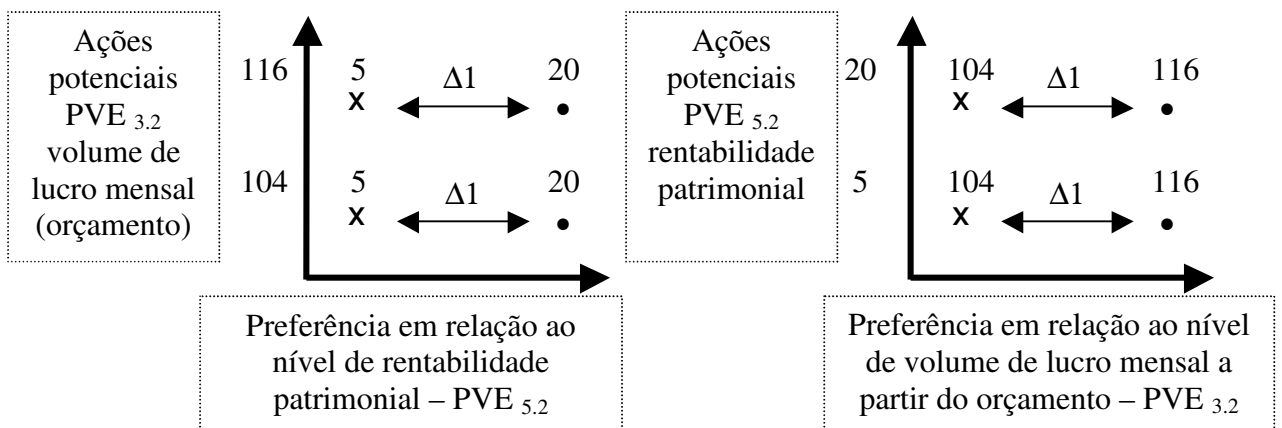 Ações
potenciais
PVE 3.2
volume de
lucro mensal
(orçamento)
116 5 Δ1 20
x
104 5 Δ1 20
x
Preferência em relação ao
nível de rentabilidade
patrimonial – PVE 5.2
Ações
potenciais
PVE 5.2
rentabilidade
patrimonial
20 104 Δ1 116
x
5 104 Δ1 116
x
Preferência em relação ao nível
de volume de lucro mensal a
partir do orçamento – PVE 3.2